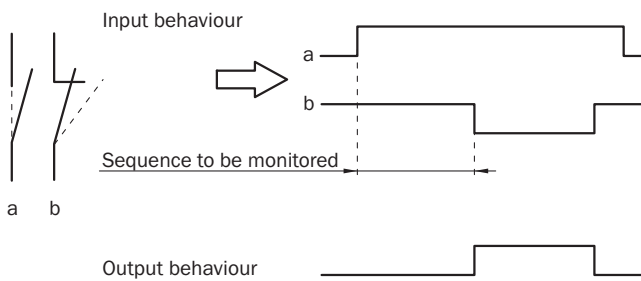 Input behaviour
a
b
Sequence to be monitored
a b
Output behaviour